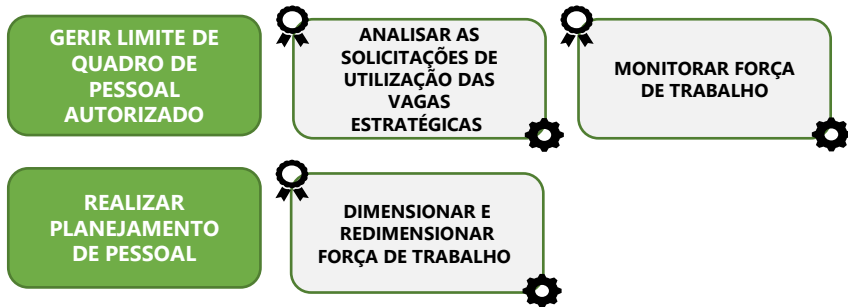 GERIR LIMITE DE
QUADRO DE
PESSOAL
AUTORIZADO
ANALISAR AS
SOLICITAÇÕES DE
UTILIZAÇÃO DAS
VAGAS
ESTRATÉGICAS
MONITORAR FORÇA
DE TRABALHO
REALIZAR
PLANEJAMENTO
DE PESSOAL
DIMENSIONAR E
REDIMENSIONAR
FORÇA DE TRABALHO